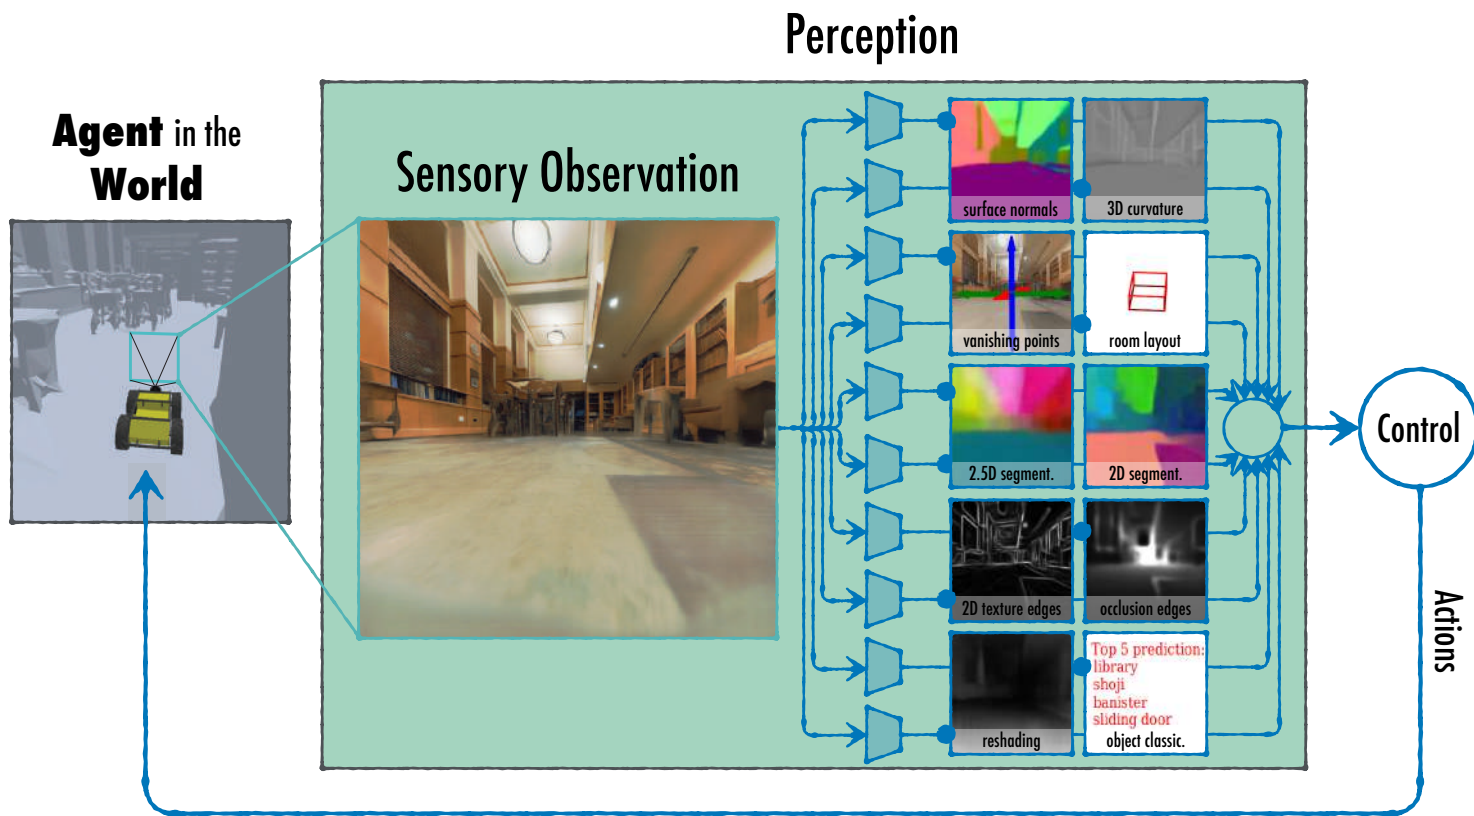 Perception
Agent in the
World
Sensory Observation
surface normals
3D curvature
vanishing points
room layout
2.5D segment.
2D segment.
2D texture edges
occlusion edges
reshading
Top 5 prediction:
library
shoji
banister
sliding door
object classic.
Control
Actions